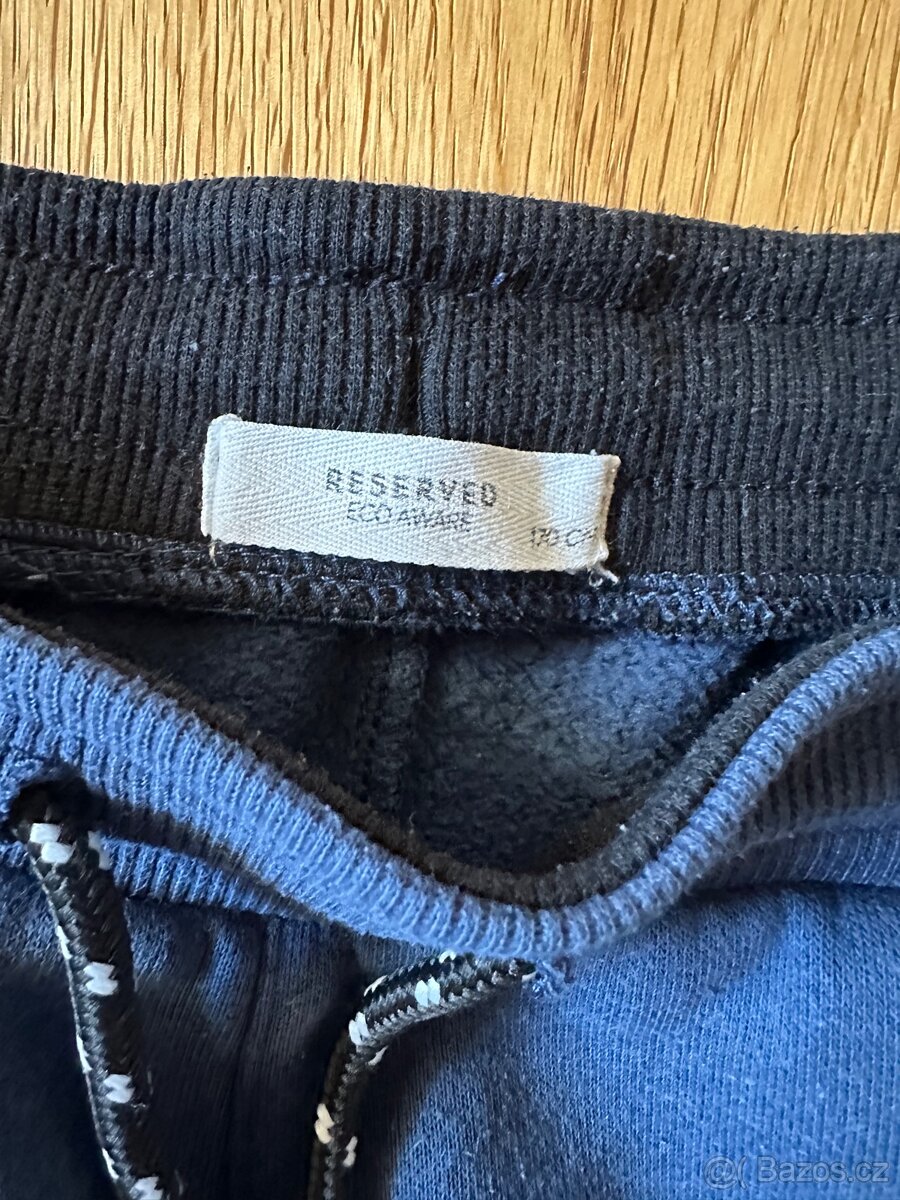 RESERVED
ECO AWARE
170 CM
Bazos.cz